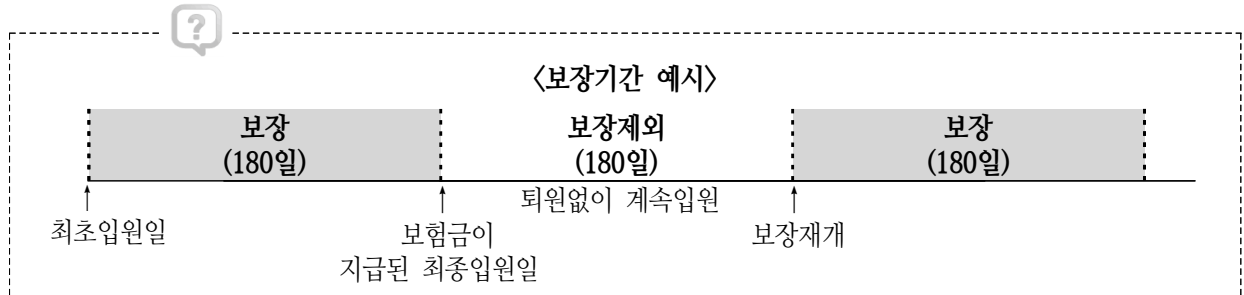 ?
〈보장기간 예시〉
보장 보장제외 보장
(180일) (180일) (180일)
퇴원없이 계속입원
최초입원일 보험금이 보장재개
지급된 최종입원일